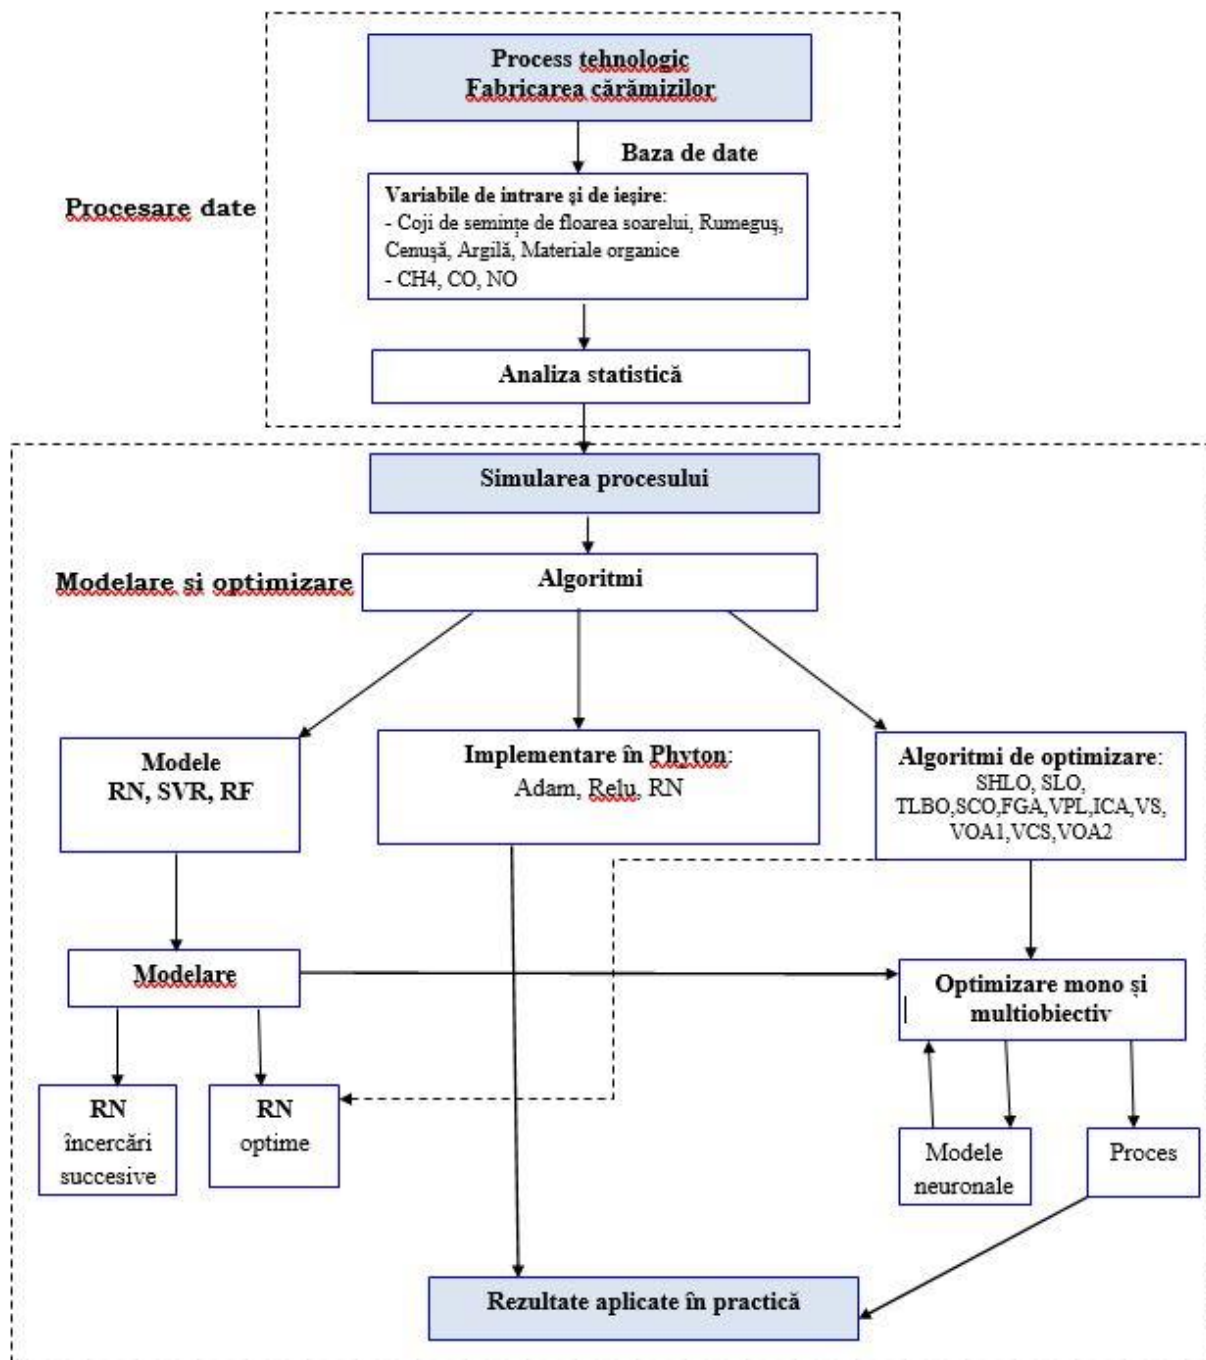 Process tehnologic
Fabricarea cărămizilor
Baza de date
Procesare date
Variabile de intrare și de ieșire:
- Coji de semințe de floarea soarelui, Rumeguș,
Cenușă, Argilă, Materiale organice
- CH4, CO, NO
Analiza statistică
Simularea procesului
Modelare si optimizare
Algoritmi
Modele
RN, SVR, RF
Implementare în Phyton:
Adam, Relu, RN
Algoritmi de optimizare:
SHLO, SLO,
TLBO,SCO,FGA,VPL,ICA,VS,
VOA1,VCS,VOA2
Modelare
Optimizare mono și
multiobiectiv
RN
încercări
succesive
RN
optime
Modele
neuronale
Proces
Rezultate aplicate în practică